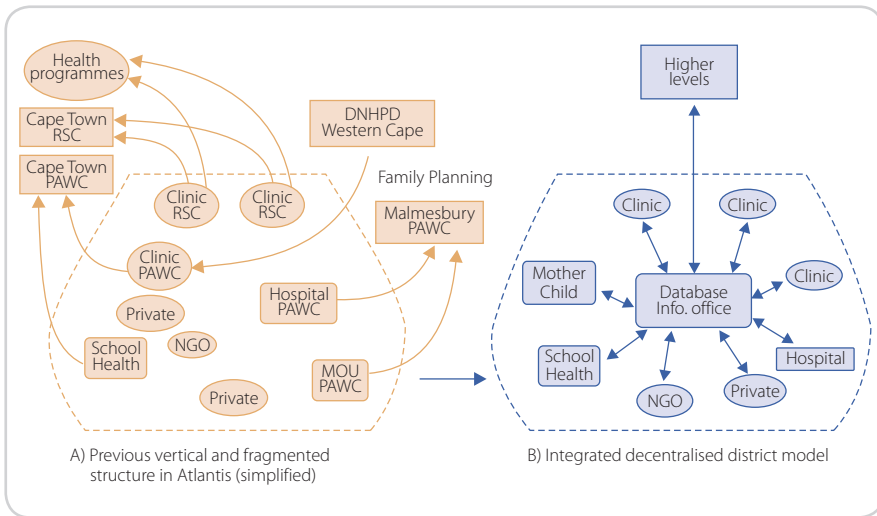 Health
programmes
Cape Town
RSC
Cape Town
PAWC
DNHPD
Western Cape
Family Planning
Malmesbury
PAWC
Clinic
RSC
Clinic
RSC
Clinic
PAWC
Private
NGO
School
Health
Hospital
PAWC
MOU
PAWC
Private
A) Previous vertical and fragmented
structure in Atlantis (simplified)
Higher
levels
Clinic
Clinic
Mother
Child
Database
Info. office
Clinic
School
Health
Hospital
NGO
Private
B) Integrated decentralised district model